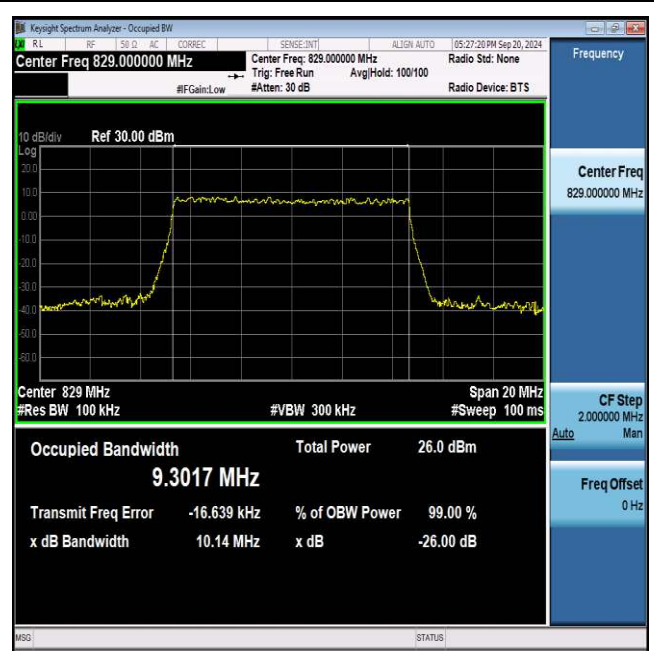 Keysight Spectrum Analyzer - Occupied BW
RL RF 50 Ω AC CORREC SENSE:INT ALIGN AUTO 05:27:20 PM Sep 20, 2024
Center Freq 829.000000 MHz Center Freq: 829.000000 MHz Radio Std: None
Trig: Free Run Avg|Hold: 100/100
#IFGain:Low #Atten: 30 dB Radio Device: BTS
Frequency
10 dB/div Ref 30.00 dBm
Log
20.0
10.0
0.00
-10.0
-20.0
-30.0
-40.0
-50.0
-60.0
Center 829 MHz Span 20 MHz
#Res BW 100 kHz #VBW 300 kHz #Sweep 100 ms
Center Freq
829.000000 MHz
CF Step
2.000000 MHz
Auto Man
Freq Offset
0 Hz
Occupied Bandwidth Total Power 26.0 dBm
9.3017 MHz
Transmit Freq Error -16.639 kHz % of OBW Power 99.00 %
x dB Bandwidth 10.14 MHz x dB -26.00 dB
MSG STATUS